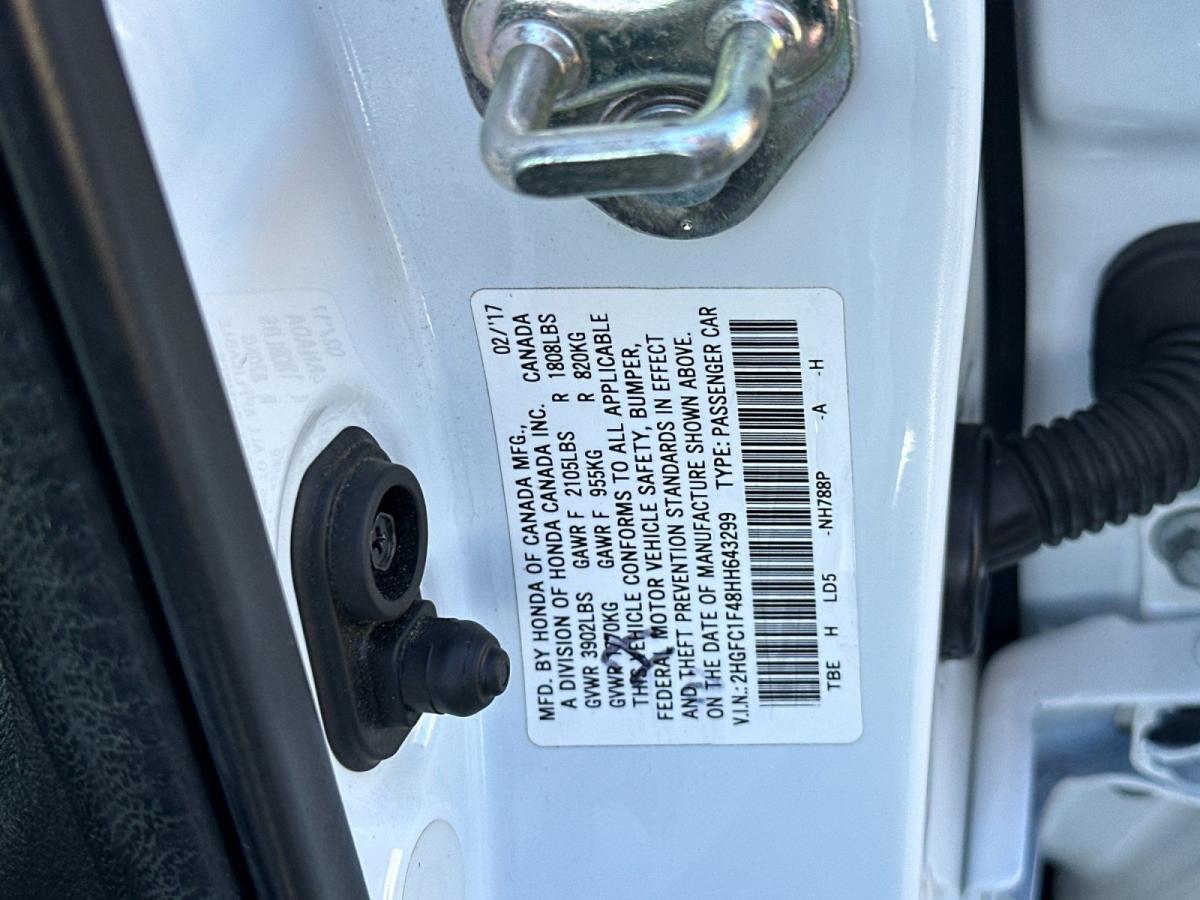 02/'17
MFD. BY HONDA OF CANADA MFG., CANADA
A DIVISION OF HONDA CANADA INC.
GVWR 3902LBS GAWR F 2105LBS R 1808LBS
GVWR 1770KG GAWR F 955KG R 820KG
THIS VEHICLE CONFORMS TO ALL APPLICABLE
FEDERAL MOTOR VEHICLE SAFETY, BUMPER,
AND THEFT PREVENTION STANDARDS IN EFFECT
ON THE DATE OF MANUFACTURE SHOWN ABOVE.
V.I.N.: 2HGFC1F48HH643299 TYPE: PASSENGER CAR
TBE H LD5 -NH788P -A -H